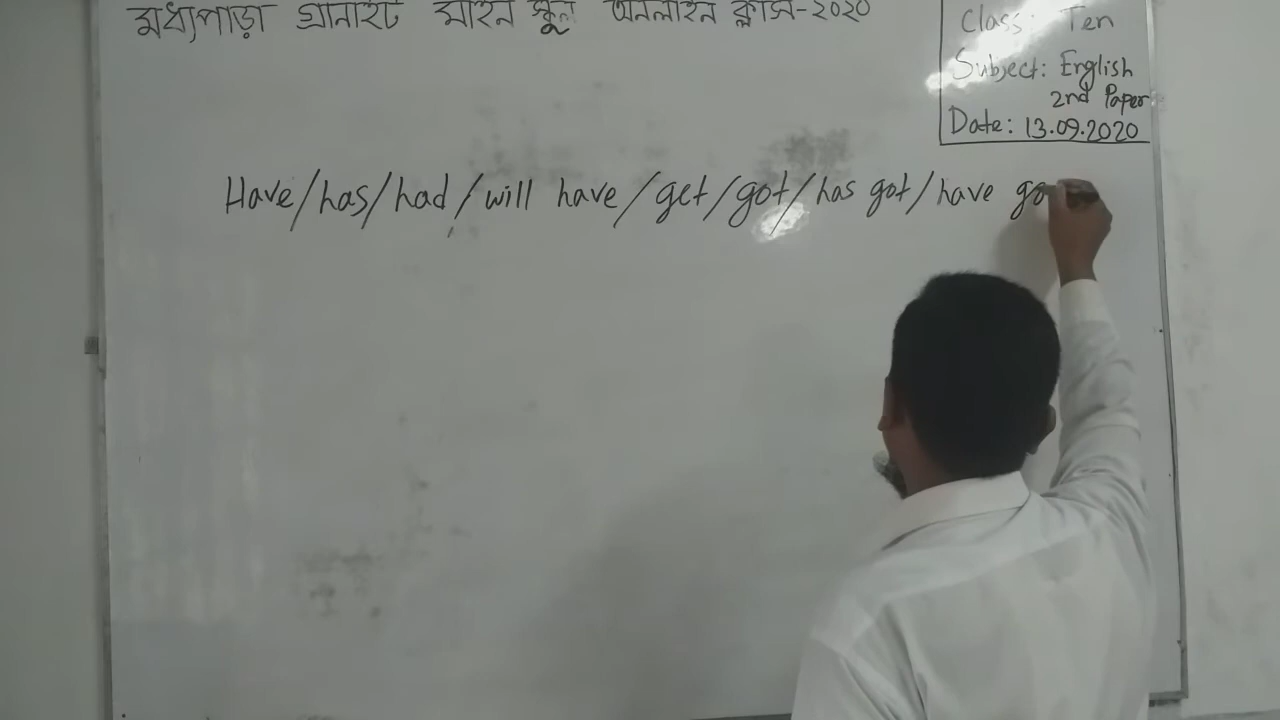 মধ্যপাড়া গ্রানাইট মাইন স্কুল অনলাইন ক্লাস-২০২০
Class: Ten
Subject: English
2nd Paper
Date: 13.09.2020
Have/has/had/will have/get/got/has got/have go